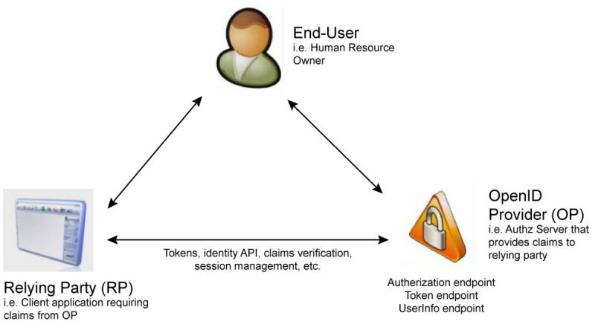 End-User
i.e. Human Resource
Owner
OpenID
Provider (OP)
i.e. Authz Server that
provides claims to
relying party
Tokens, identity API, claims verification,
session management, etc.
Relying Party (RP)
i.e. Client application requiring
claims from OP
Autherization endpoint
Token endpoint
UserInfo endpoint